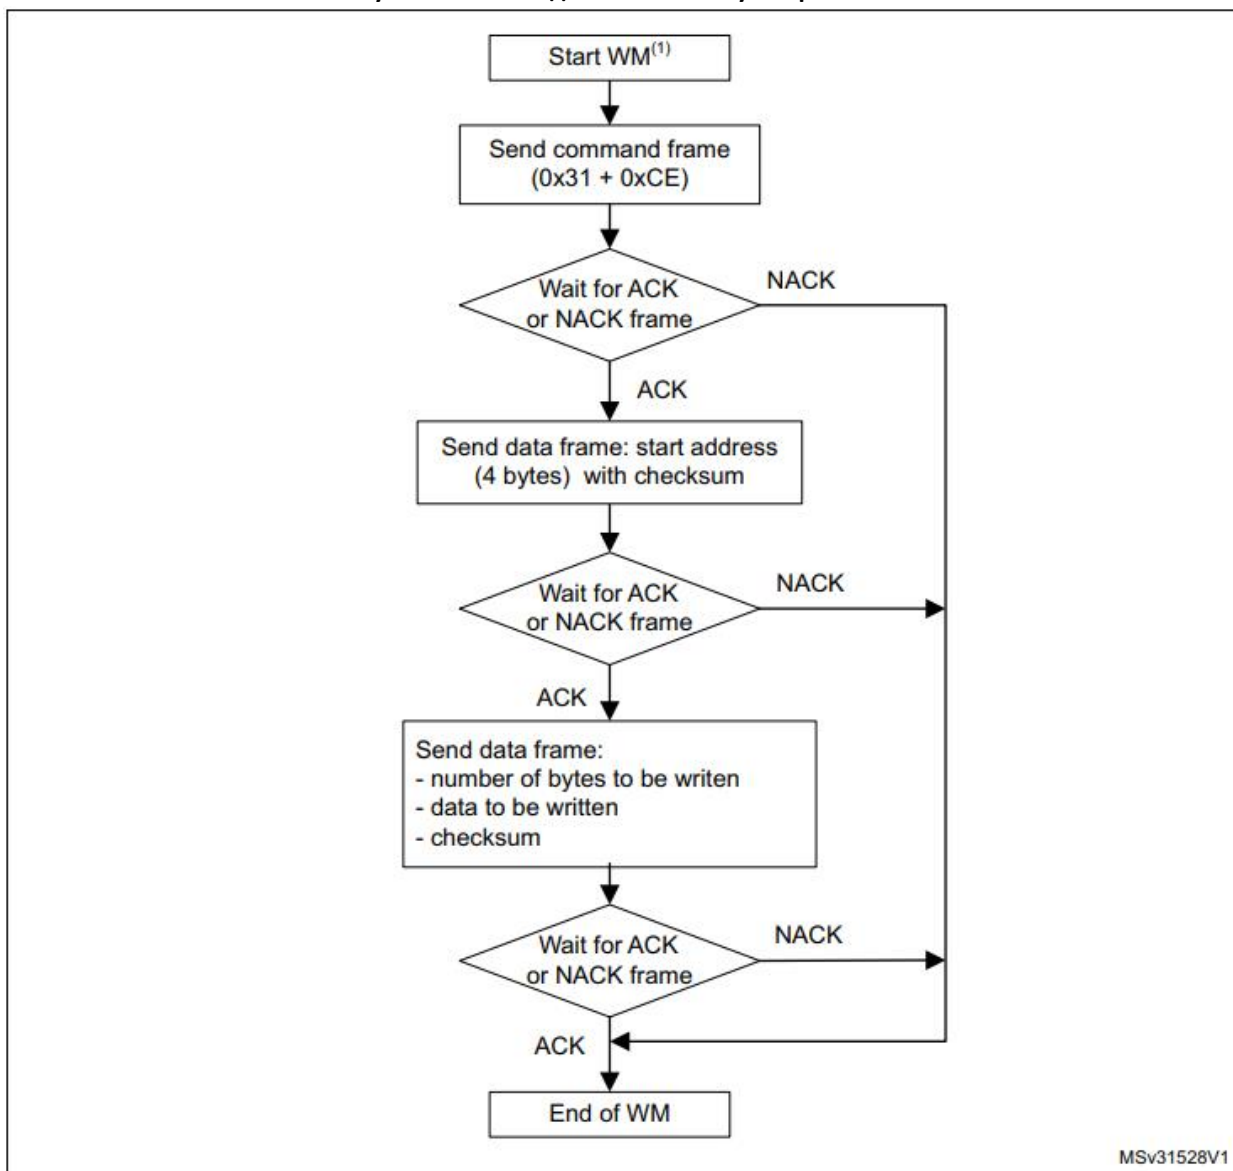 Start WM(1)
Send command frame
(0x31 + 0xCE)
Wait for ACK
or NACK frame
NACK
ACK
Send data frame: start address
(4 bytes) with checksum
Wait for ACK
or NACK frame
NACK
ACK
Send data frame:
- number of bytes to be writen
- data to be written
- checksum
Wait for ACK
or NACK frame
NACK
ACK
End of WM
MSv31528V1